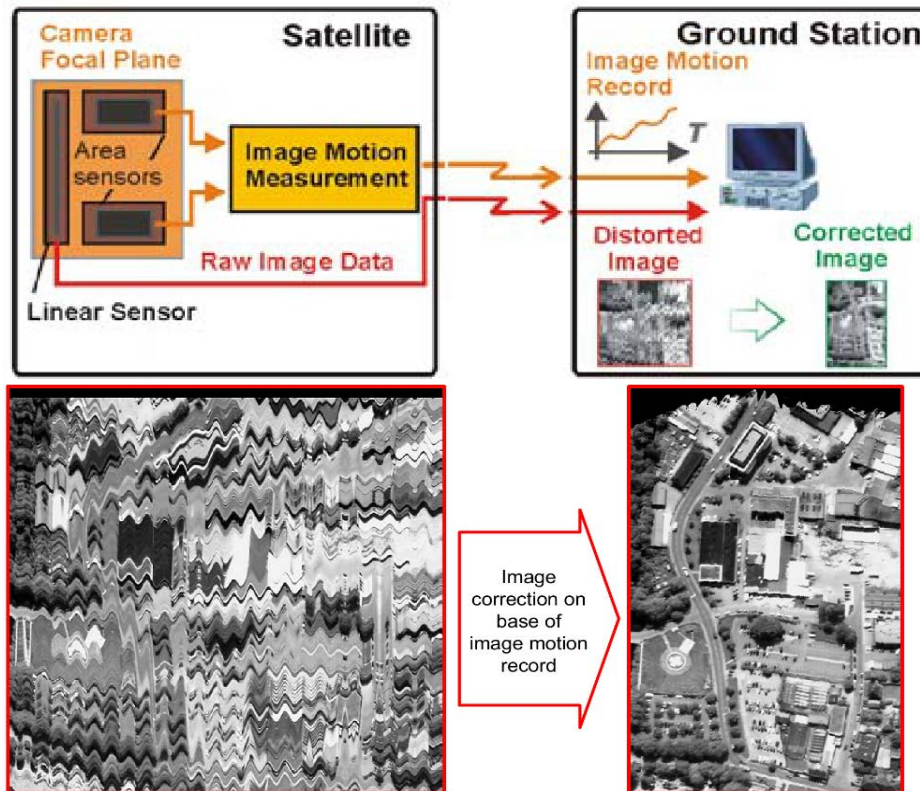 Satellite
Camera
Focal Plane
Area
sensors
Image Motion
Measurement
Raw Image Data
Linear Sensor
Ground Station
Image Motion
Record
T
Distorted
Image
Corrected
Image
Image
correction on
base of
image motion
record